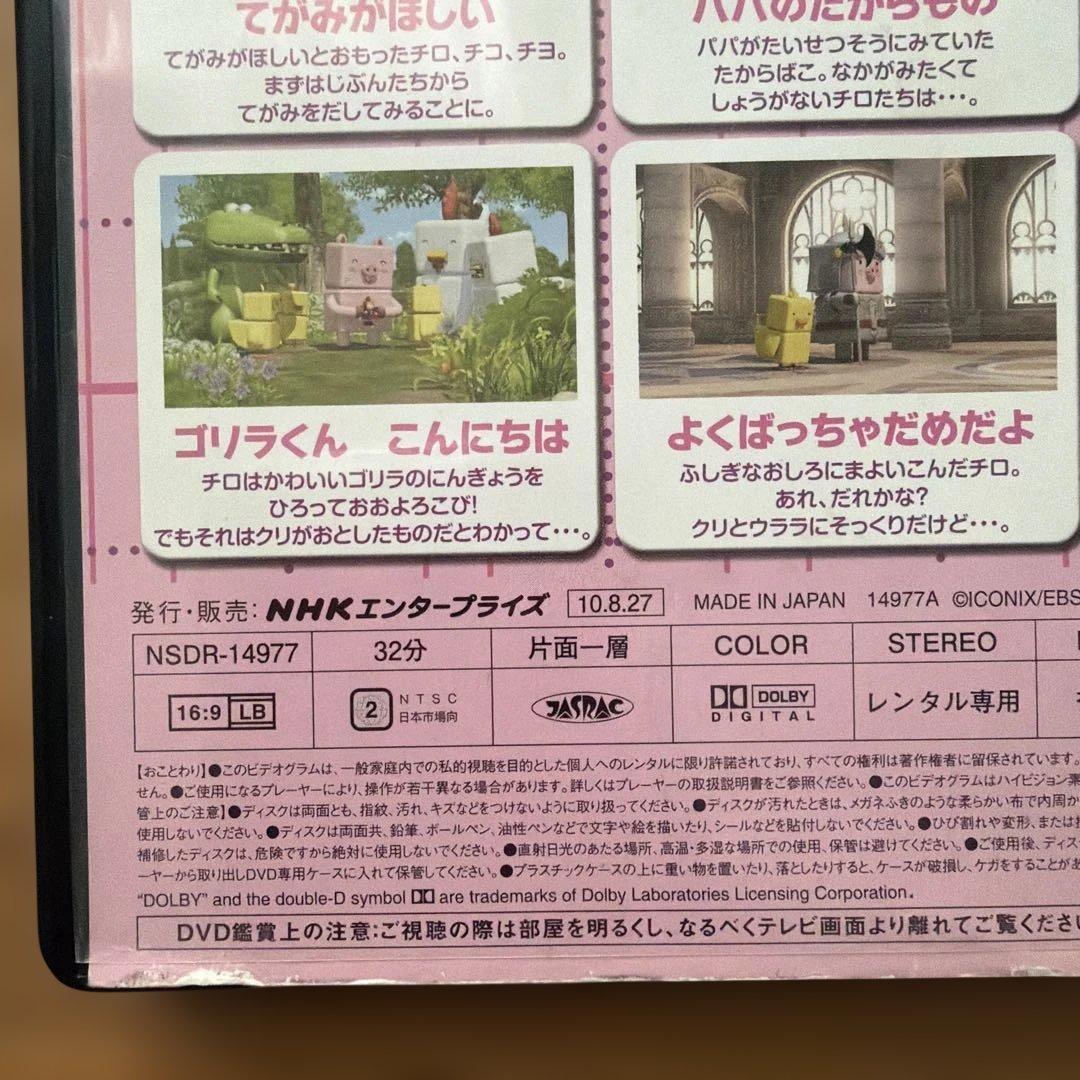 てがみがほしい
てがみがほしいとおもったチロ、チコ、チヨ。
まずはじぶんたちから
てがみをだしてみることに。
パパのたからもの
パパがたいせつそうにみていた
たからばこ。なかがみたくて
しょうがないチロたちは・・・。
ゴリラくん　こんにちは
チロはかわいいゴリラのにんぎょうを
ひろっておおよろこび!
でもそれはクリがおとしたものだとわかって・・・。
よくばっちゃだめだよ
ふしぎなおしろにまよいこんだチロ。
あれ、だれかな?
クリとウララにそっくりだけど・・・。
発行・販売:NHKエンタープライズ 10.8.27 MADE IN JAPAN 14977A ©ICONIX/EBS
NSDR-14977 32分 片面一層 COLOR STEREO
16:9 LB 2 NTSC 日本市場向 JASRAC DOLBY DIGITAL レンタル専用
【おことわり】●このビデオグラムは、一般家庭内での私的視聴を目的とした個人へのレンタルに限り許諾されており、すべての権利は著作権者に留保されています。
せん。●ご使用になるプレーヤーにより、操作が若干異なる場合があります。詳しくはプレーヤーの取扱説明書をご参照ください。●このビデオグラムはハイビジョン素
管上のご注意】●ディスクは両面とも、指紋、汚れ、キズなどをつけないように取り扱ってください。●ディスクが汚れたときは、メガネふきのような柔らかい布で内周か
使用しないでください。●ディスクは両面共、鉛筆、ボールペン、油性ペンなどで文字や絵を描いたり、シールなどを貼付しないでください。●ひび割れや変形、または
補修したディスクは、危険ですから絶対に使用しないでください。●直射日光のあたる場所、高温・多湿な場所での使用、保管は避けてください。●ご使用後、ディス
ーヤーから取り出しDVD専用ケースに入れて保管してください。●プラスチックケースの上に重い物を置いたり、落としたりすると、ケースが破損し、ケガをすることがあ
"DOLBY" and the double-D symbol are trademarks of Dolby Laboratories Licensing Corporation.
DVD鑑賞上の注意:ご視聴の際は部屋を明るくし、なるべくテレビ画面より離れてご覧くださ